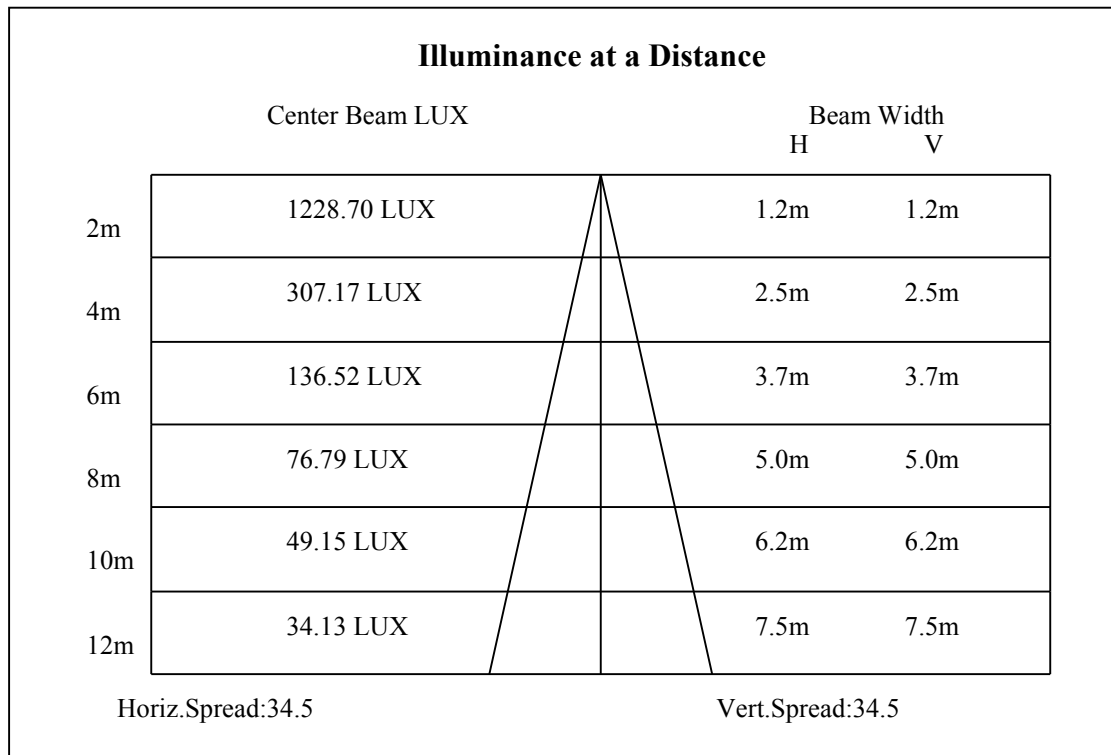 Illuminance at a Distance
Center Beam LUX Beam Width
H V
2m 1228.70 LUX 1.2m 1.2m
4m 307.17 LUX 2.5m 2.5m
6m 136.52 LUX 3.7m 3.7m
8m 76.79 LUX 5.0m 5.0m
10m 49.15 LUX 6.2m 6.2m
12m 34.13 LUX 7.5m 7.5m
Horiz.Spread:34.5 Vert.Spread:34.5